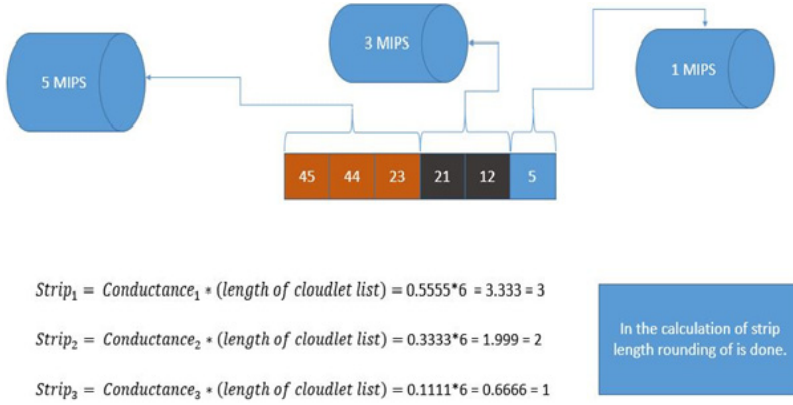 5 MIPS
3 MIPS
1 MIPS
45 44 23 21 12 5
Strip₁ = Conductance₁ * (length of cloudlet list) = 0.5555*6 = 3.333 = 3
Strip₂ = Conductance₂ * (length of cloudlet list) = 0.3333*6 = 1.999 = 2
Strip₃ = Conductance₃ * (length of cloudlet list) = 0.1111*6 = 0.6666 = 1
In the calculation of strip
length rounding of is done.